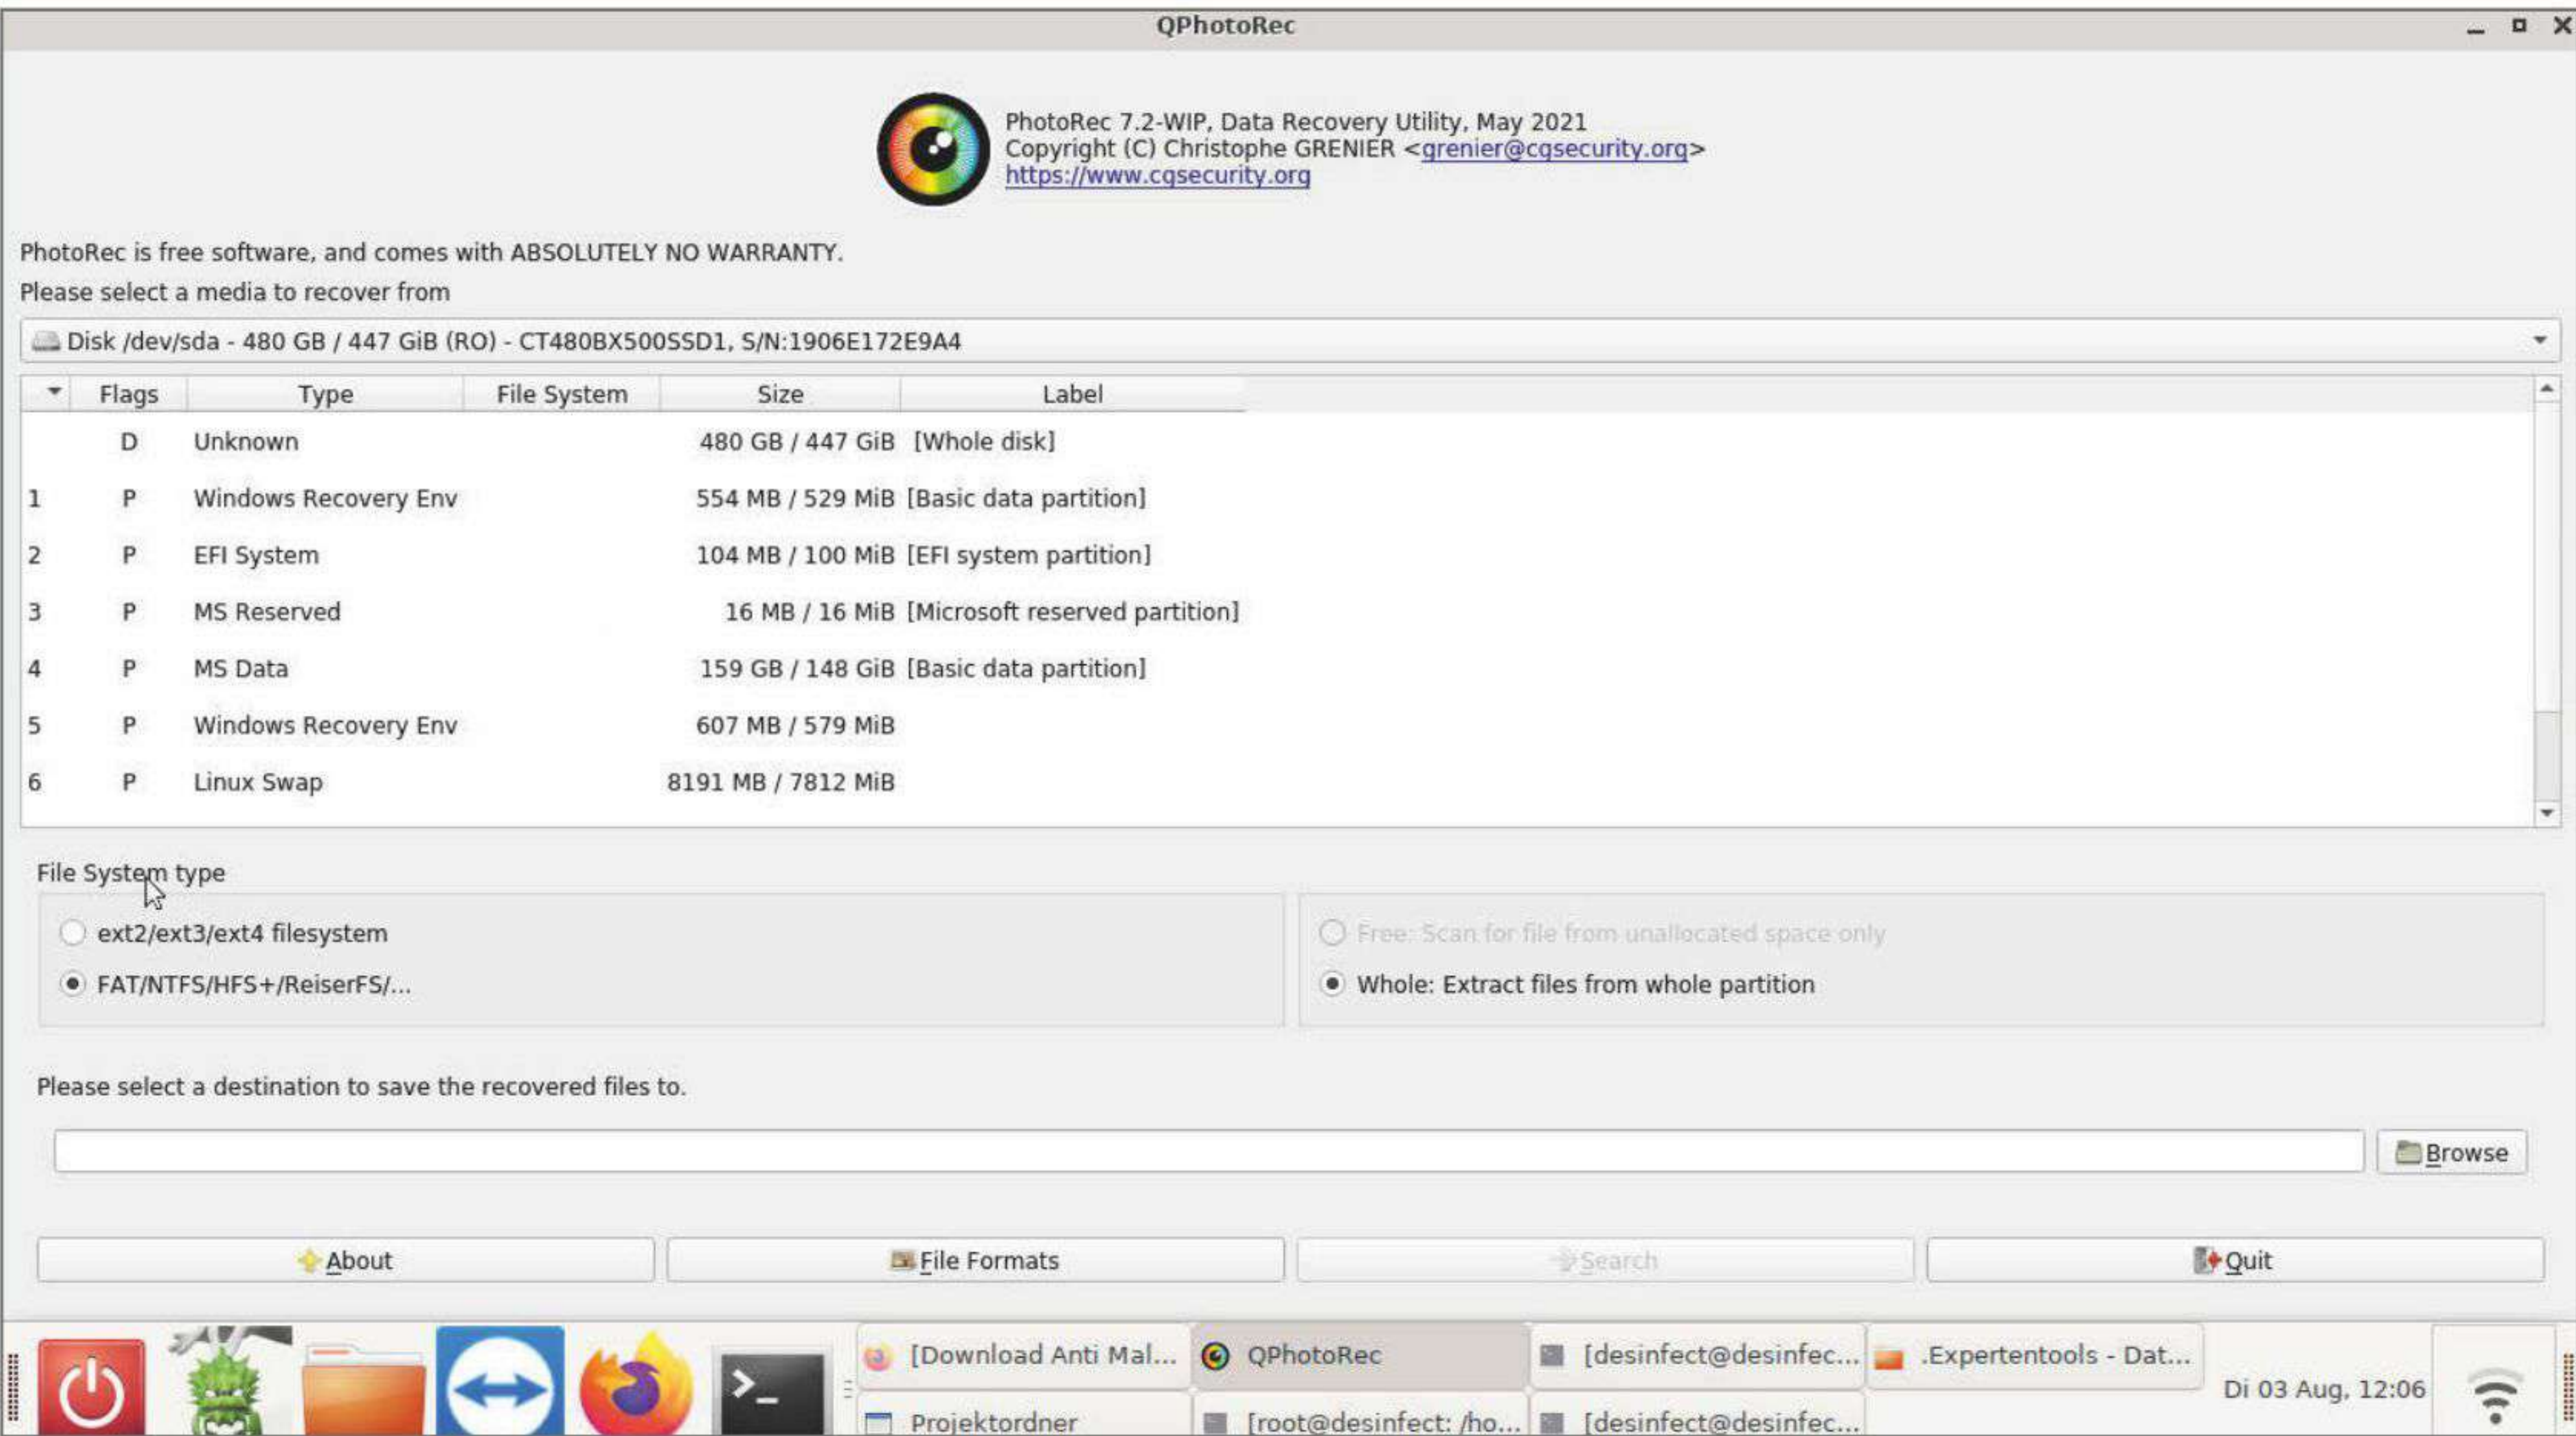 QPhotoRec
PhotoRec 7.2-WIP, Data Recovery Utility, May 2021
Copyright (C) Christophe GRENIER <grenier@cgsecurity.org>
https://www.cgsecurity.org
PhotoRec is free software, and comes with ABSOLUTELY NO WARRANTY.
Please select a media to recover from
Disk /dev/sda - 480 GB / 447 GiB (RO) - CT480BX500SSD1, S/N:1906E172E9A4
Flags Type File System Size Label
D Unknown 480 GB / 447 GiB [Whole disk]
1 P Windows Recovery Env 554 MB / 529 MiB [Basic data partition]
2 P EFI System 104 MB / 100 MiB [EFI system partition]
3 P MS Reserved 16 MB / 16 MiB [Microsoft reserved partition]
4 P MS Data 159 GB / 148 GiB [Basic data partition]
5 P Windows Recovery Env 607 MB / 579 MiB
6 P Linux Swap 8191 MB / 7812 MiB
File System type
ext2/ext3/ext4 filesystem
FAT/NTFS/HFS+/ReiserFS/...
Free: Scan for file from unallocated space only
Whole: Extract files from whole partition
Please select a destination to save the recovered files to.
Browse
About File Formats Search Quit
[Download Anti Mal... QPhotoRec [desinfect@desinfec... .Expertentools - Dat...
Di 03 Aug, 12:06
Projektordner [root@desinfect: /ho... [desinfect@desinfec...